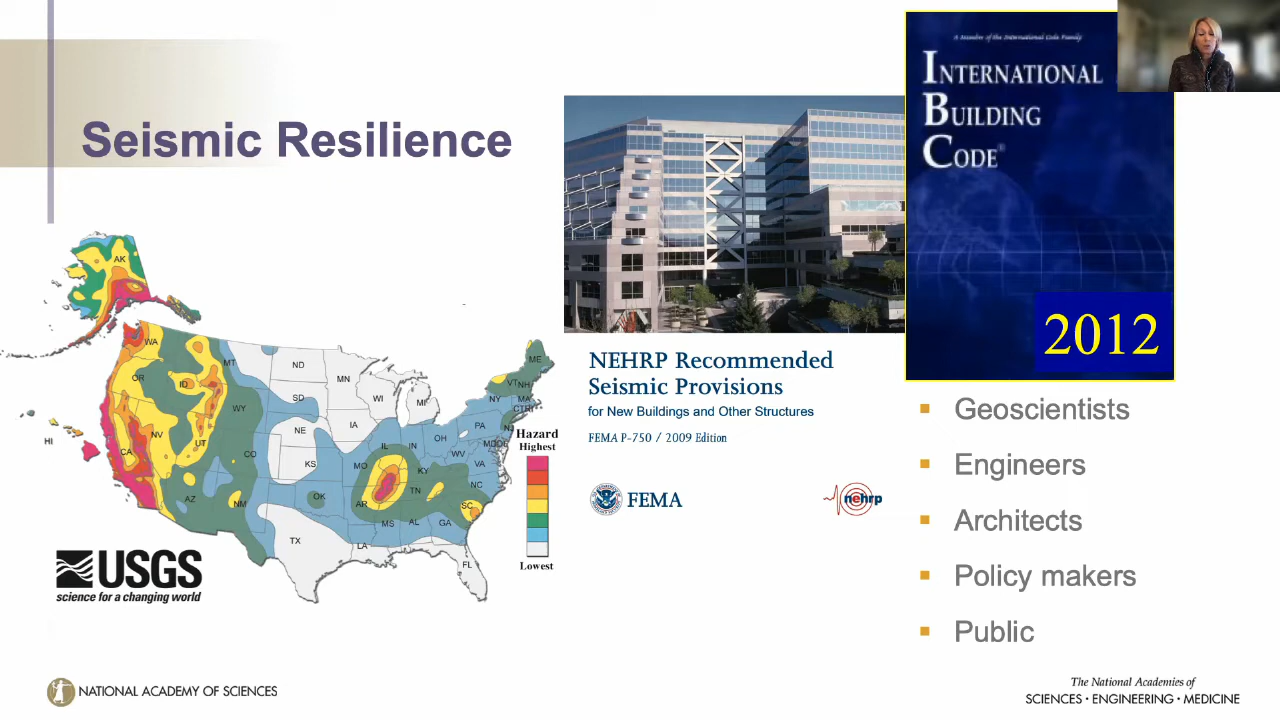 Seismic Resilience
A Member of the International Code Family
INTERNATIONAL
BUILDING
CODE®
2012
AK
WA
OR
ID
MT
ND
MN
SD
WI
MI
WY
NV
UT
CA
CO
NE
IA
KS
MO
IL
IN
OH
PA
NY
VT
NH
ME
MA
NJ
WV
VA
KY
TN
NC
SC
GA
AL
MS
AR
OK
AZ
NM
TX
LA
FL
HI
Hazard
Highest
Lowest
USGS
science for a changing world
NEHRP Recommended
Seismic Provisions
for New Buildings and Other Structures
FEMA P-750 / 2009 Edition
FEMA
nehrp
▪ Geoscientists
▪ Engineers
▪ Architects
▪ Policy makers
▪ Public
NATIONAL ACADEMY OF SCIENCES
The National Academies of
SCIENCES • ENGINEERING • MEDICINE